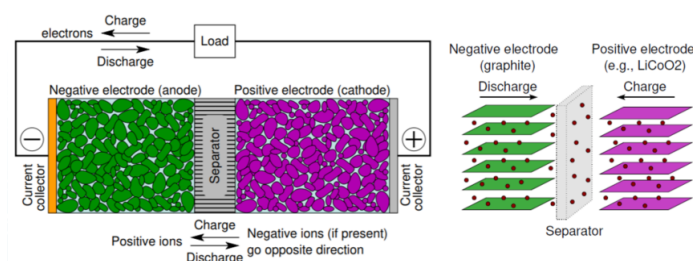 Charge
electrons
Load
Discharge
Negative electrode (anode)
Positive electrode (cathode)
−
+
Current
collector
Separator
Current
collector
Charge
Positive ions
Negative ions (if present)
go opposite direction
Discharge
Negative electrode
(graphite)
Positive electrode
(e.g., LiCoO2)
Discharge
Charge
Separator